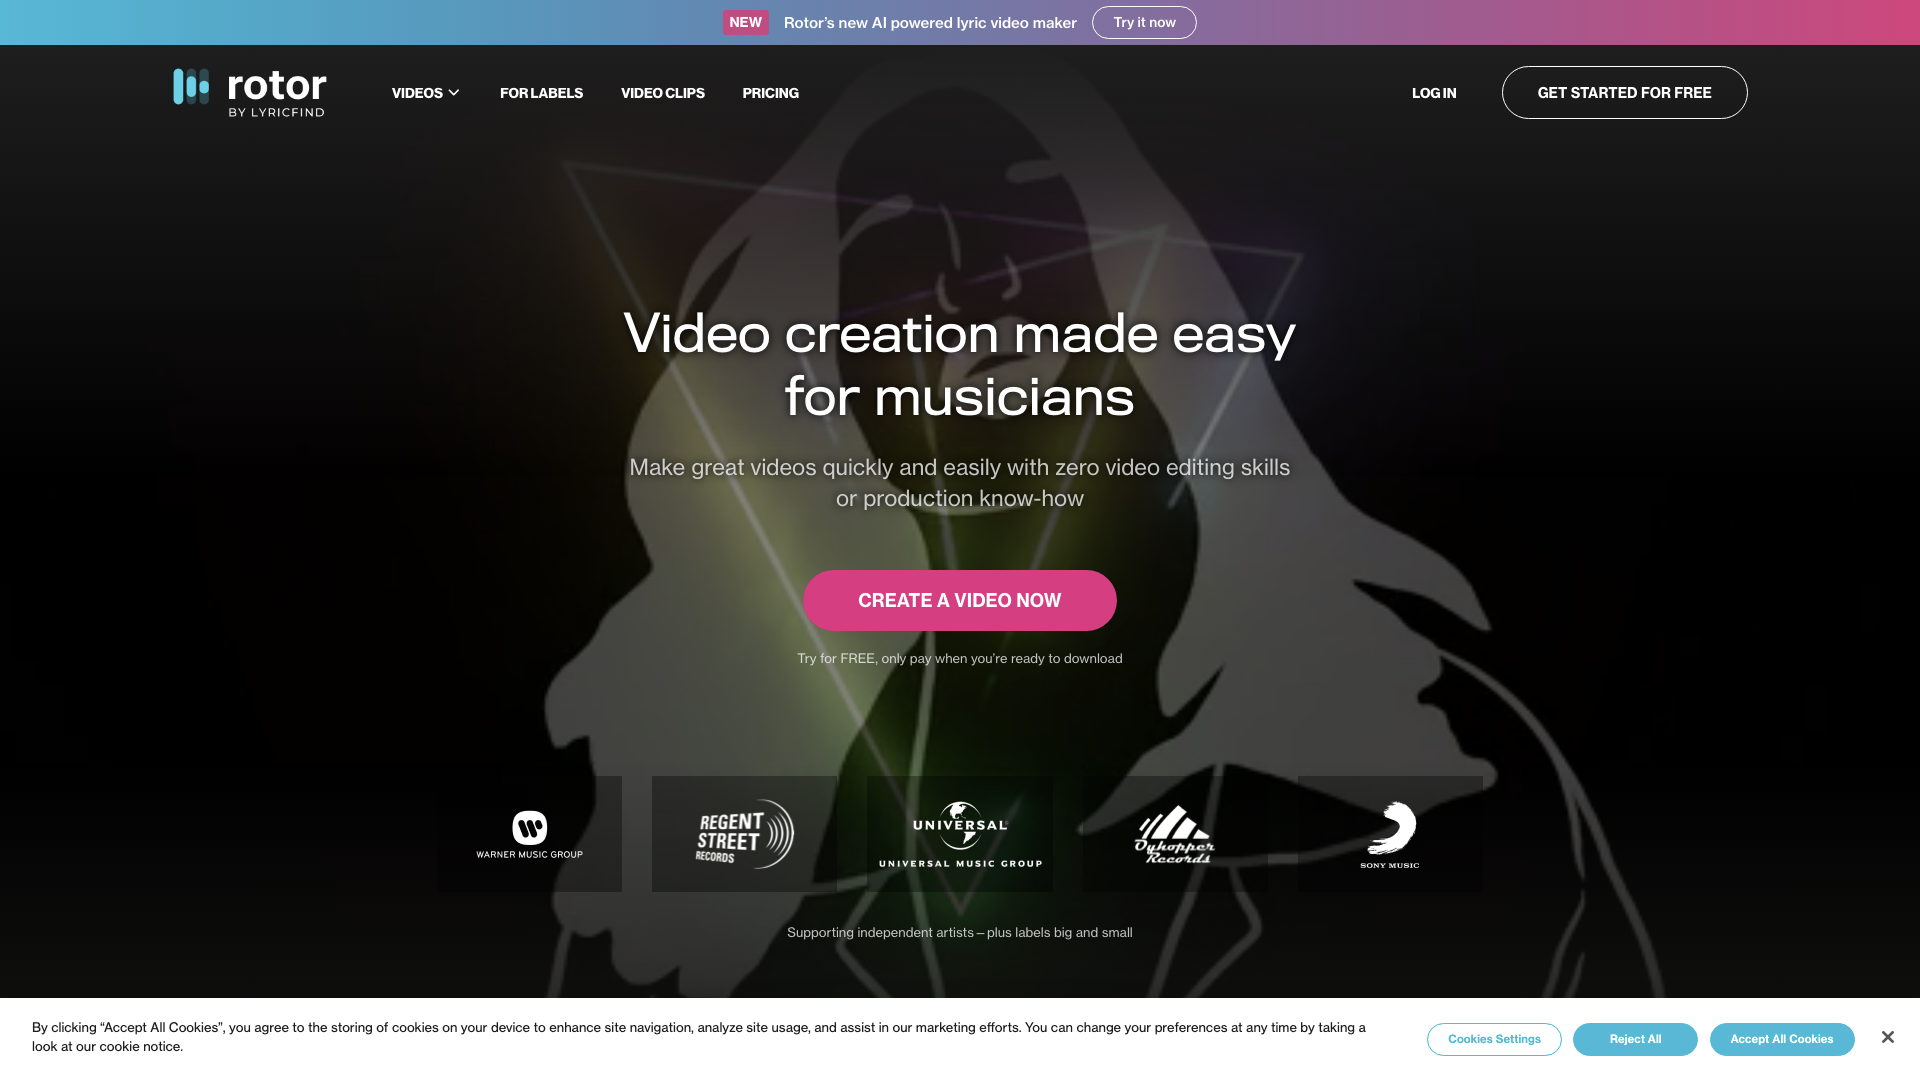 NEW Rotor's new AI powered lyric video maker Try it now
rotor
BY LYRICFIND
VIDEOS FOR LABELS VIDEO CLIPS PRICING LOG IN GET STARTED FOR FREE
Video creation made easy
for musicians
Make great videos quickly and easily with zero video editing skills
or production know-how
CREATE A VIDEO NOW
Try for FREE, only pay when you're ready to download
WARNER MUSIC GROUP
REGENT
STREET
RECORDS
UNIVERSAL
UNIVERSAL MUSIC GROUP
Dyhopper
Records
SONY MUSIC
Supporting independent artists – plus labels big and small
By clicking “Accept All Cookies”, you agree to the storing of cookies on your device to enhance site navigation, analyze site usage, and assist in our marketing efforts. You can change your preferences at any time by taking a
look at our cookie notice.
Cookies Settings Reject All Accept All Cookies